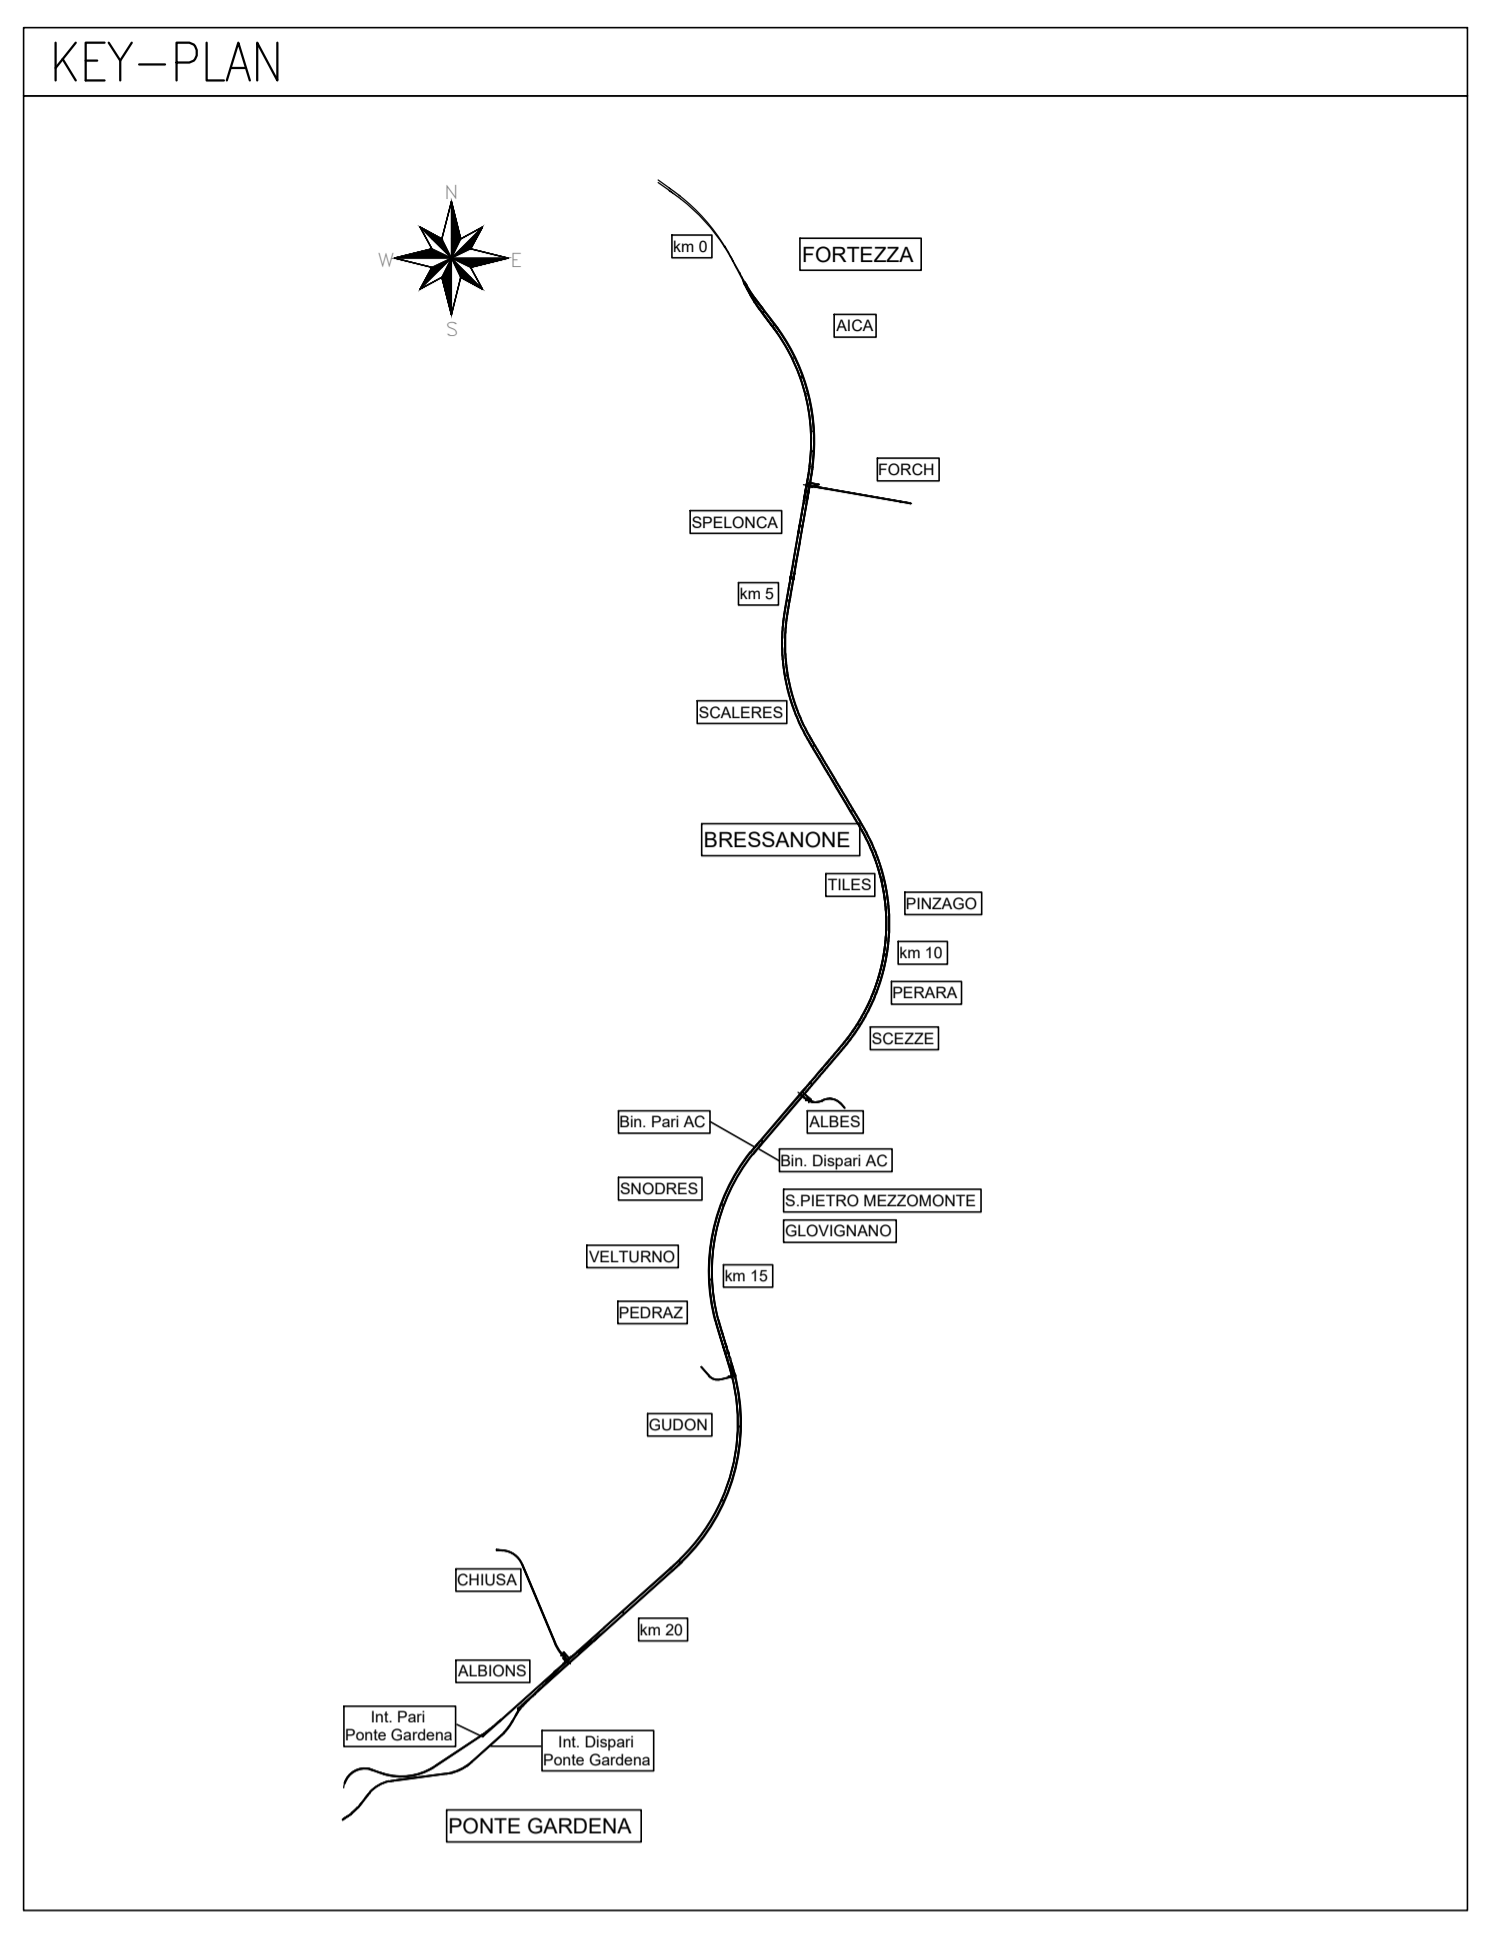 KEY-PLAN
N
W
E
S
km 0
FORTEZZA
AICA
FORCH
SPELONCA
km 5
SCALERES
BRESSANONE
TILES
PINZAGO
km 10
PERARA
SCEZZE
Bin. Pari AC
ALBES
Bin. Dispari AC
SNODRES
S.PIETRO MEZZOMONTE
GLOVIGNANO
VELTURNO
km 15
PEDRAZ
GUDON
CHIUSA
km 20
ALBIONS
Int. Pari
Ponte Gardena
Int. Dispari
Ponte Gardena
PONTE GARDENA